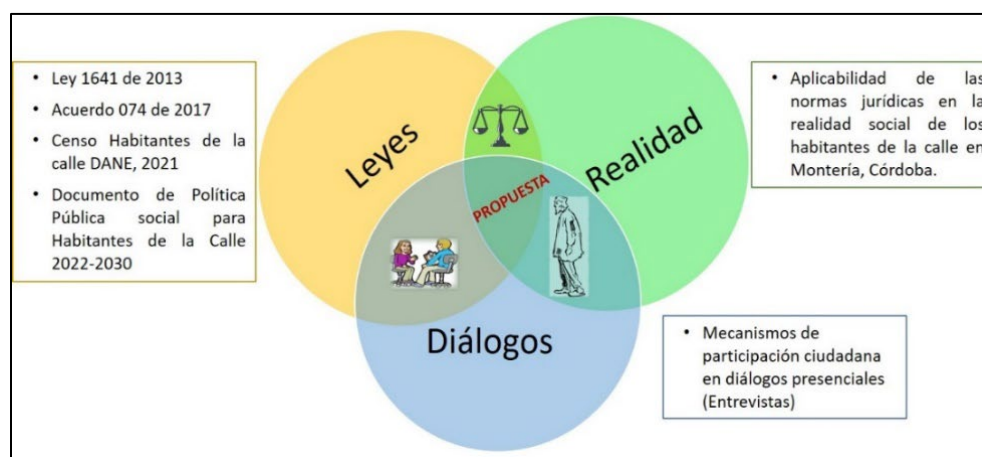 • Ley 1641 de 2013
• Acuerdo 074 de 2017
• Censo Habitantes de la
calle DANE, 2021
• Documento de Política
Pública social para
Habitantes de la Calle
2022-2030
Leyes
Realidad
PROPUESTA
Diálogos
• Aplicabilidad de las
normas jurídicas en la
realidad social de los
habitantes de la calle en
Montería, Córdoba.
• Mecanismos de
participación ciudadana
en diálogos presenciales
(Entrevistas)